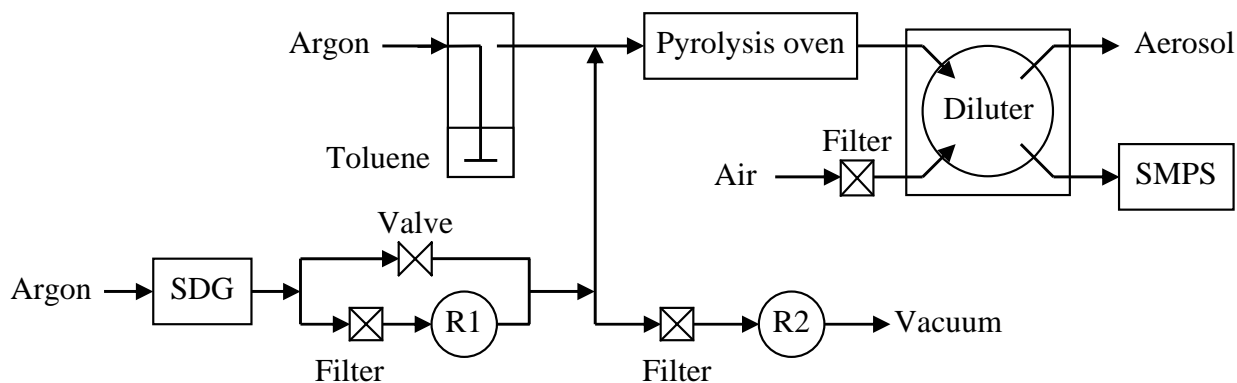 Argon
Pyrolysis oven
Aerosol
Diluter
Toluene
Filter
Air
SMPS
Valve
Argon
SDG
R1
R2
Vacuum
Filter
Filter